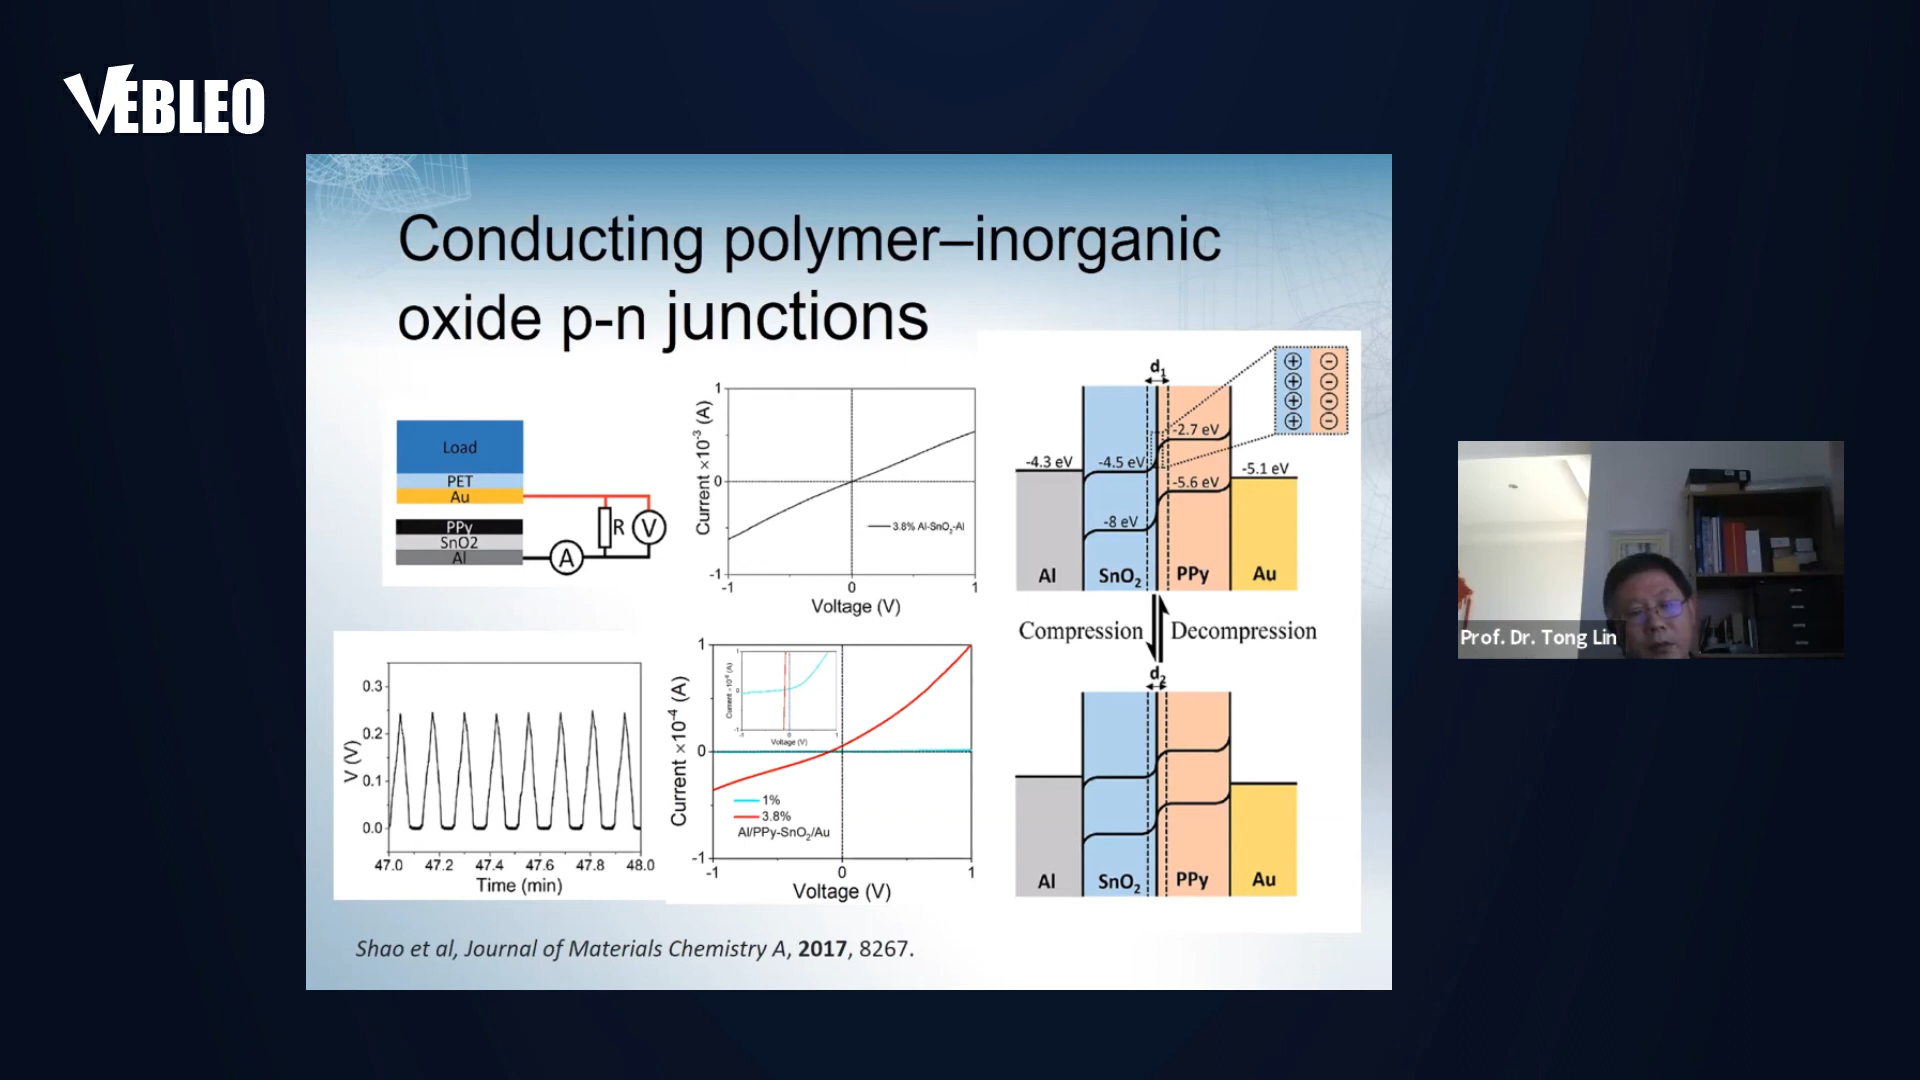 VEBLEO
Conducting polymer–inorganic
oxide p-n junctions
Load
PET
Au
PPy
SnO2
Al
R
V
A
Current ×10⁻³ (A)
1
0
-1
-1
0
1
3.8% Al-SnO₂-Al
Voltage (V)
d₁
-2.7 eV
-4.3 eV
-4.5 eV
-5.1 eV
-5.6 eV
-8 eV
Al
SnO₂
PPy
Au
Compression
Decompression
d₂
Al
SnO₂
PPy
Au
V (V)
0.3
0.2
0.1
0.0
47.0
47.2
47.4
47.6
47.8
48.0
Time (min)
Current ×10⁻⁴ (A)
1
0
-1
-1
0
1
Voltage (V)
1%
3.8%
Al/PPy-SnO₂/Au
Voltage (V)
Shao et al, Journal of Materials Chemistry A, 2017, 8267.
Prof. Dr. Tong Lin